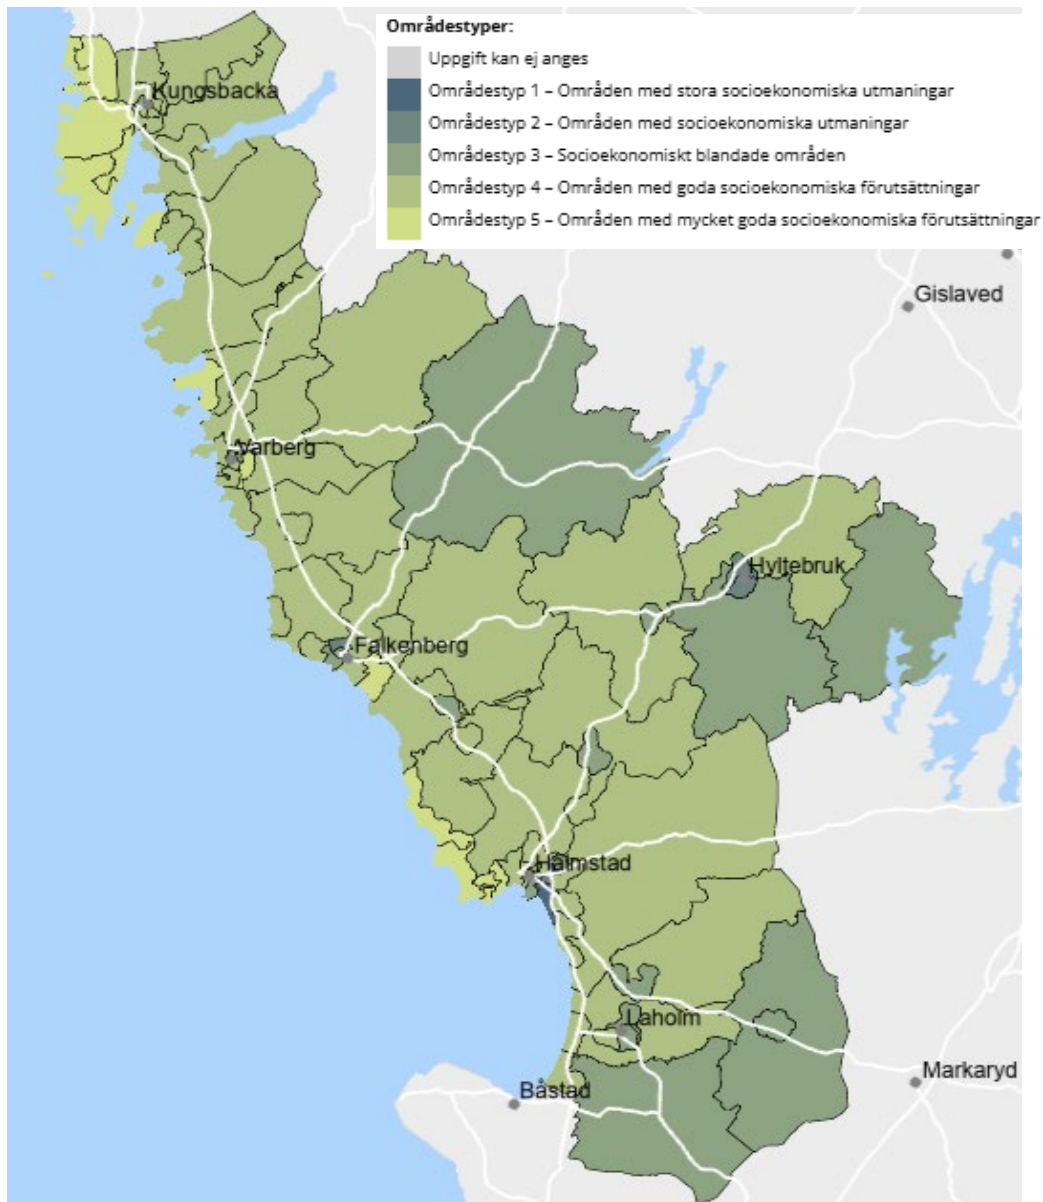 Områdestyper:
Uppgift kan ej anges
Områdestyp 1 – Områden med stora socioekonomiska utmaningar
Områdestyp 2 – Områden med socioekonomiska utmaningar
Områdestyp 3 – Socioekonomiskt blandade områden
Områdestyp 4 – Områden med goda socioekonomiska förutsättningar
Områdestyp 5 – Områden med mycket goda socioekonomiska förutsättningar
Kungsbacka
Gislaved
Varberg
Hyltebruk
Falkenberg
Halmstad
Laholm
Markaryd
Båstad